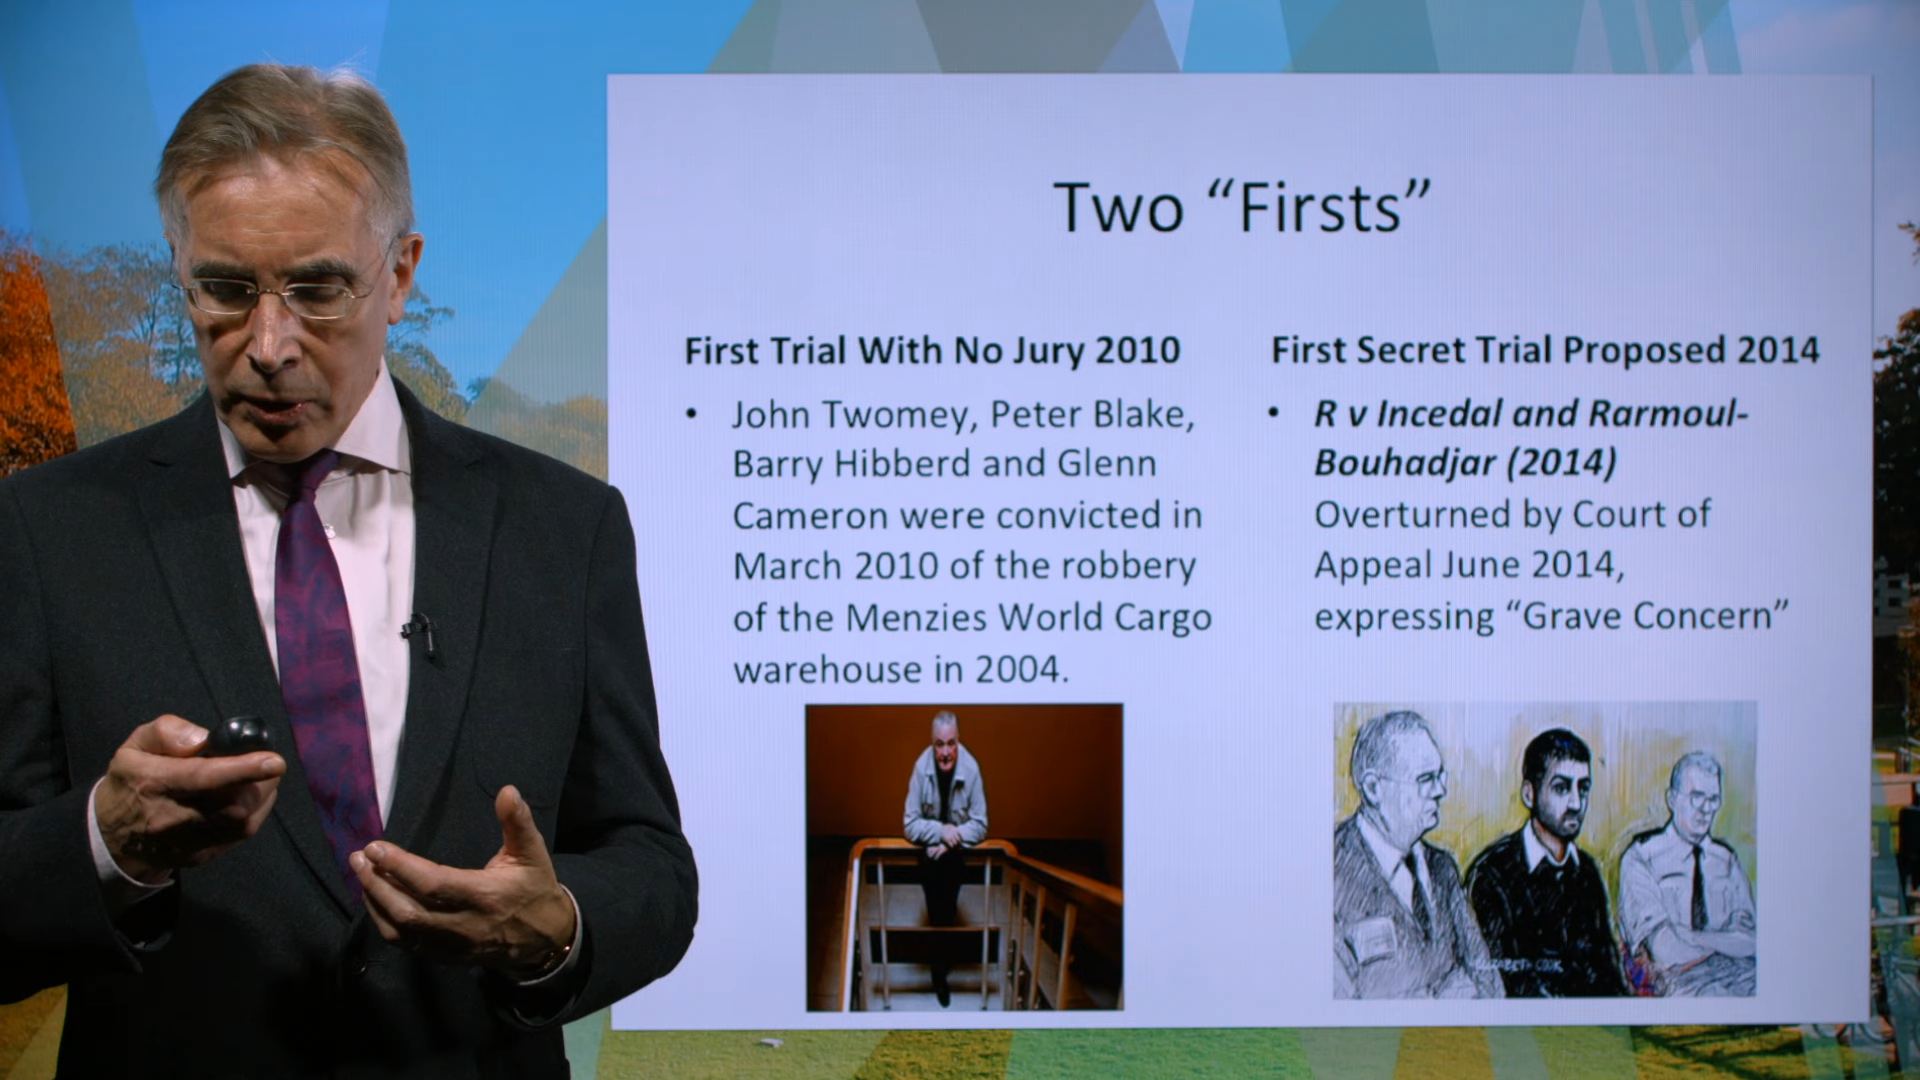 Two “Firsts”
First Trial With No Jury 2010
• John Twomey, Peter Blake,
Barry Hibberd and Glenn
Cameron were convicted in
March 2010 of the robbery
of the Menzies World Cargo
warehouse in 2004.
First Secret Trial Proposed 2014
• R v Incedal and Rarmoul-
Bouhadjar (2014)
Overturned by Court of
Appeal June 2014,
expressing “Grave Concern”
ELIZABETH COOK